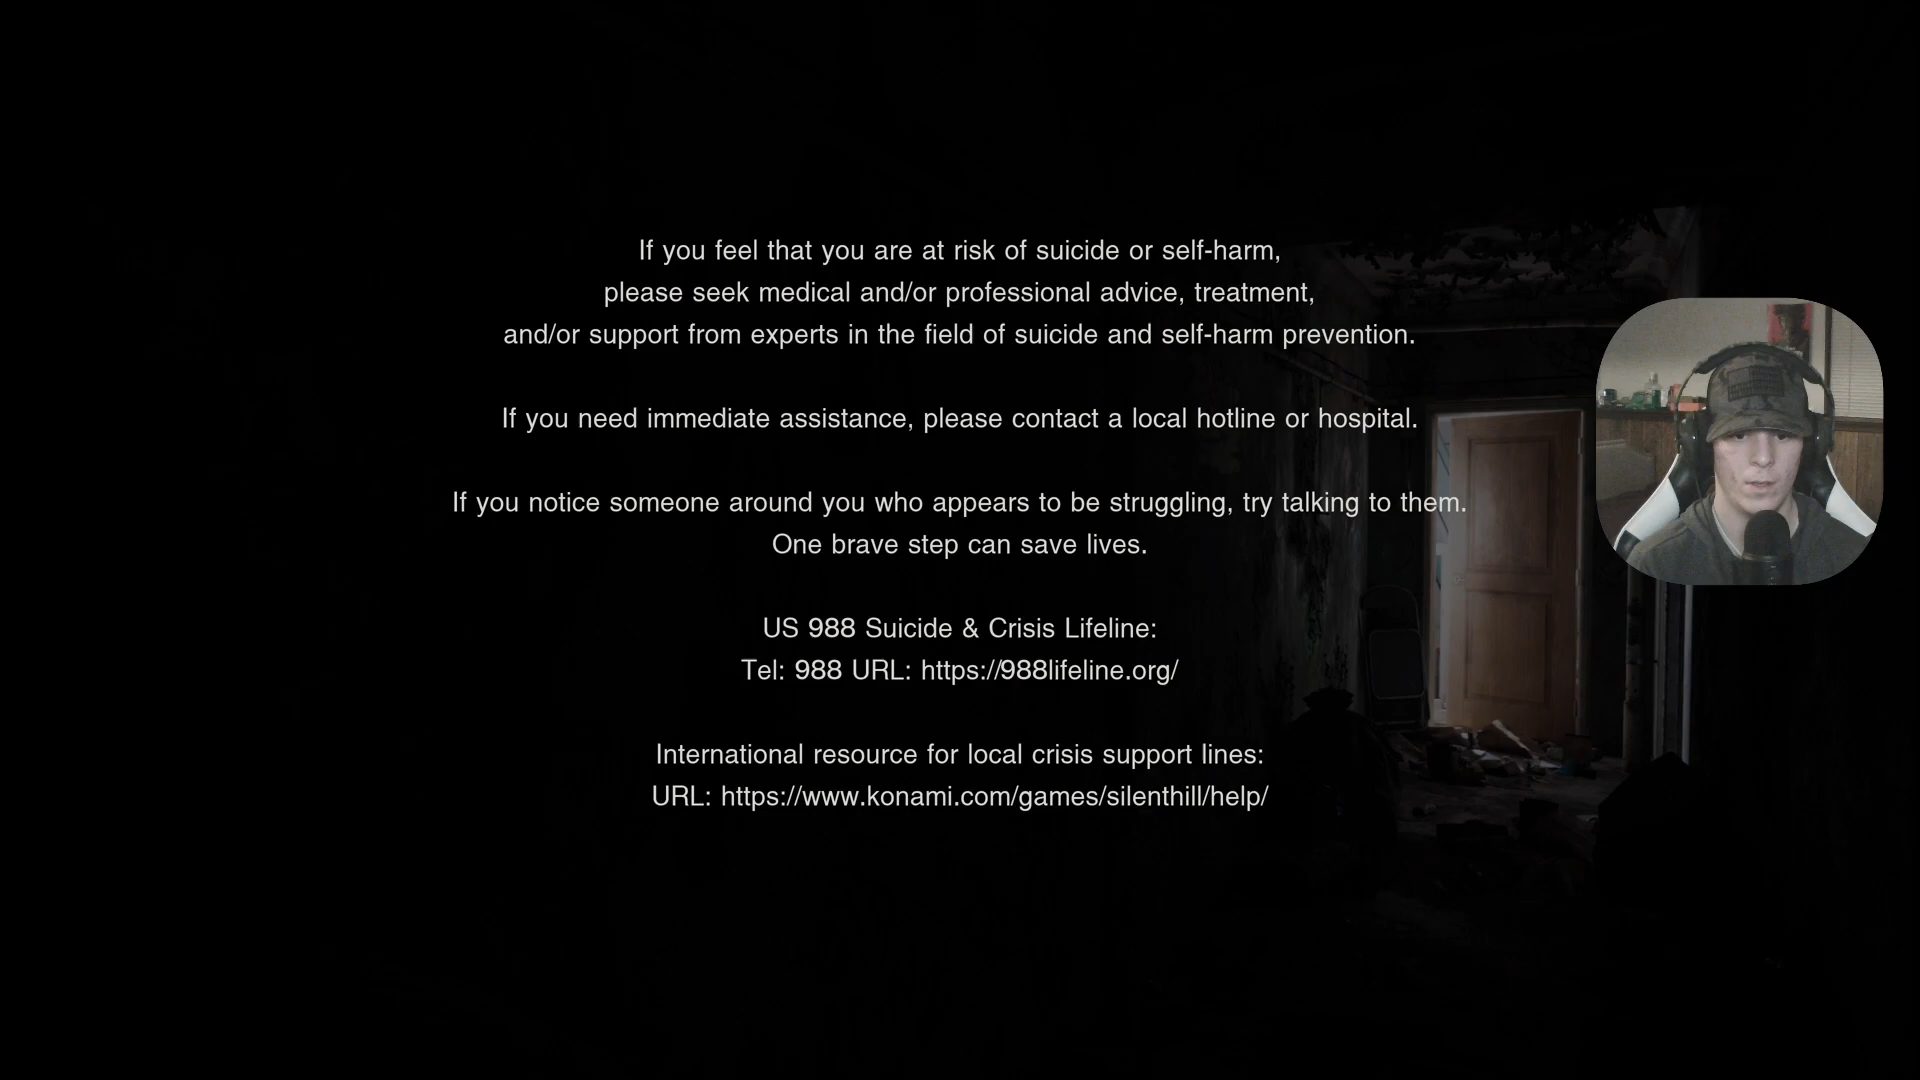 If you feel that you are at risk of suicide or self-harm,
please seek medical and/or professional advice, treatment,
and/or support from experts in the field of suicide and self-harm prevention.
If you need immediate assistance, please contact a local hotline or hospital.
If you notice someone around you who appears to be struggling, try talking to them.
One brave step can save lives.
US 988 Suicide & Crisis Lifeline:
Tel: 988 URL: https://988lifeline.org/
International resource for local crisis support lines:
URL: https://www.konami.com/games/silenthill/help/